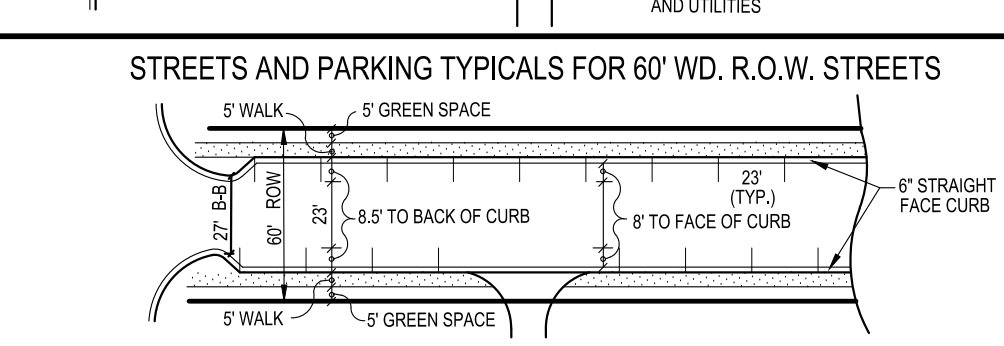 AND UTILITIES
STREETS AND PARKING TYPICALS FOR 60' WD. R.O.W. STREETS
5' WALK
5' GREEN SPACE
27' B-B
60' ROW
23'
8.5' TO BACK OF CURB
8' TO FACE OF CURB
23'
(TYP.)
6" STRAIGHT
FACE CURB
5' WALK
5' GREEN SPACE